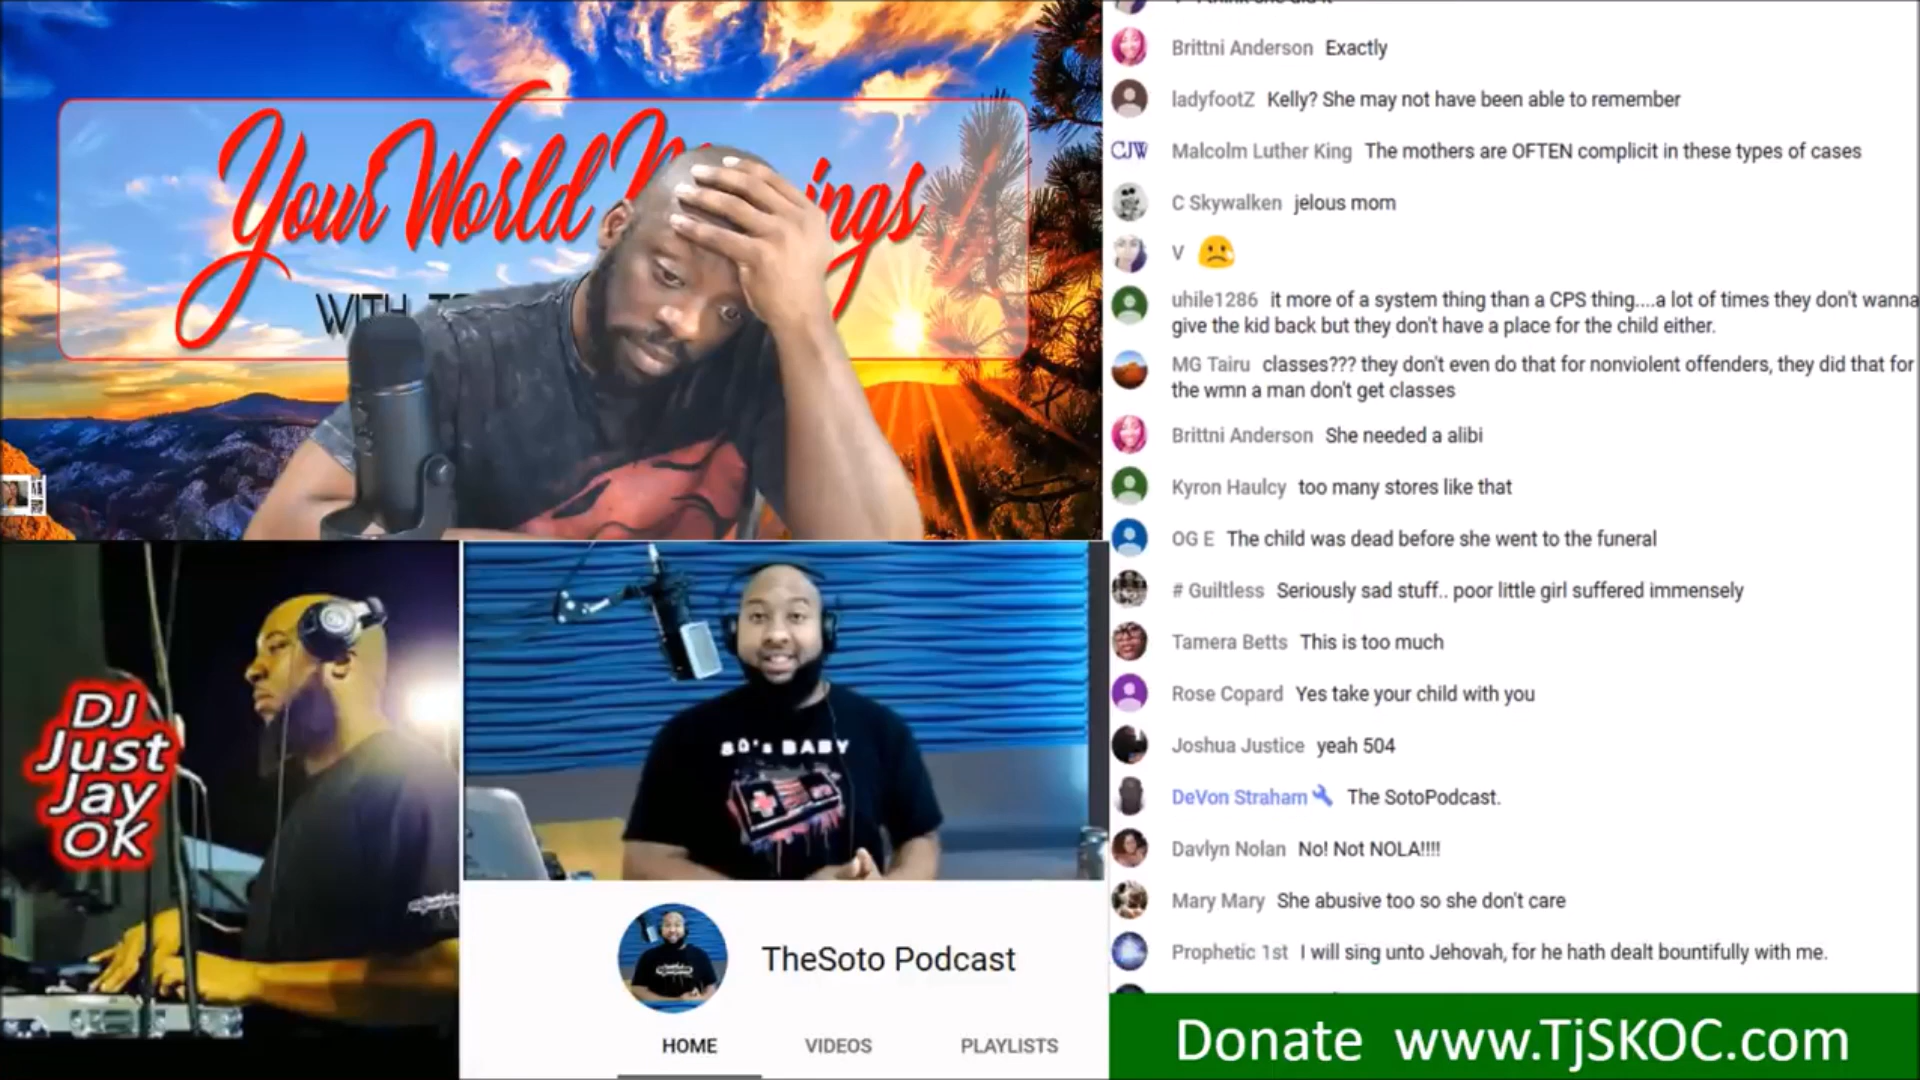 Your World M ings
WITH
DJ
Just
Jay
OK
80's BABY
TheSoto Podcast
HOME VIDEOS PLAYLISTS
Brittni Anderson Exactly
ladyfootZ Kelly? She may not have been able to remember
CJW Malcolm Luther King The mothers are OFTEN complicit in these types of cases
C Skywalken jelous mom
V
uhile1286 it more of a system thing than a CPS thing....a lot of times they don't wanna
give the kid back but they don't have a place for the child either.
MG Tairu classes??? they don't even do that for nonviolent offenders, they did that for
the wmn a man don't get classes
Brittni Anderson She needed a alibi
Kyron Haulcy too many stores like that
OG E The child was dead before she went to the funeral
# Guiltless Seriously sad stuff.. poor little girl suffered immensely
Tamera Betts This is too much
Rose Copard Yes take your child with you
Joshua Justice yeah 504
DeVon Straham The SotoPodcast.
Davlyn Nolan No! Not NOLA!!!!
Mary Mary She abusive too so she don't care
Prophetic 1st I will sing unto Jehovah, for he hath dealt bountifully with me.
Donate www.TjSKOC.com